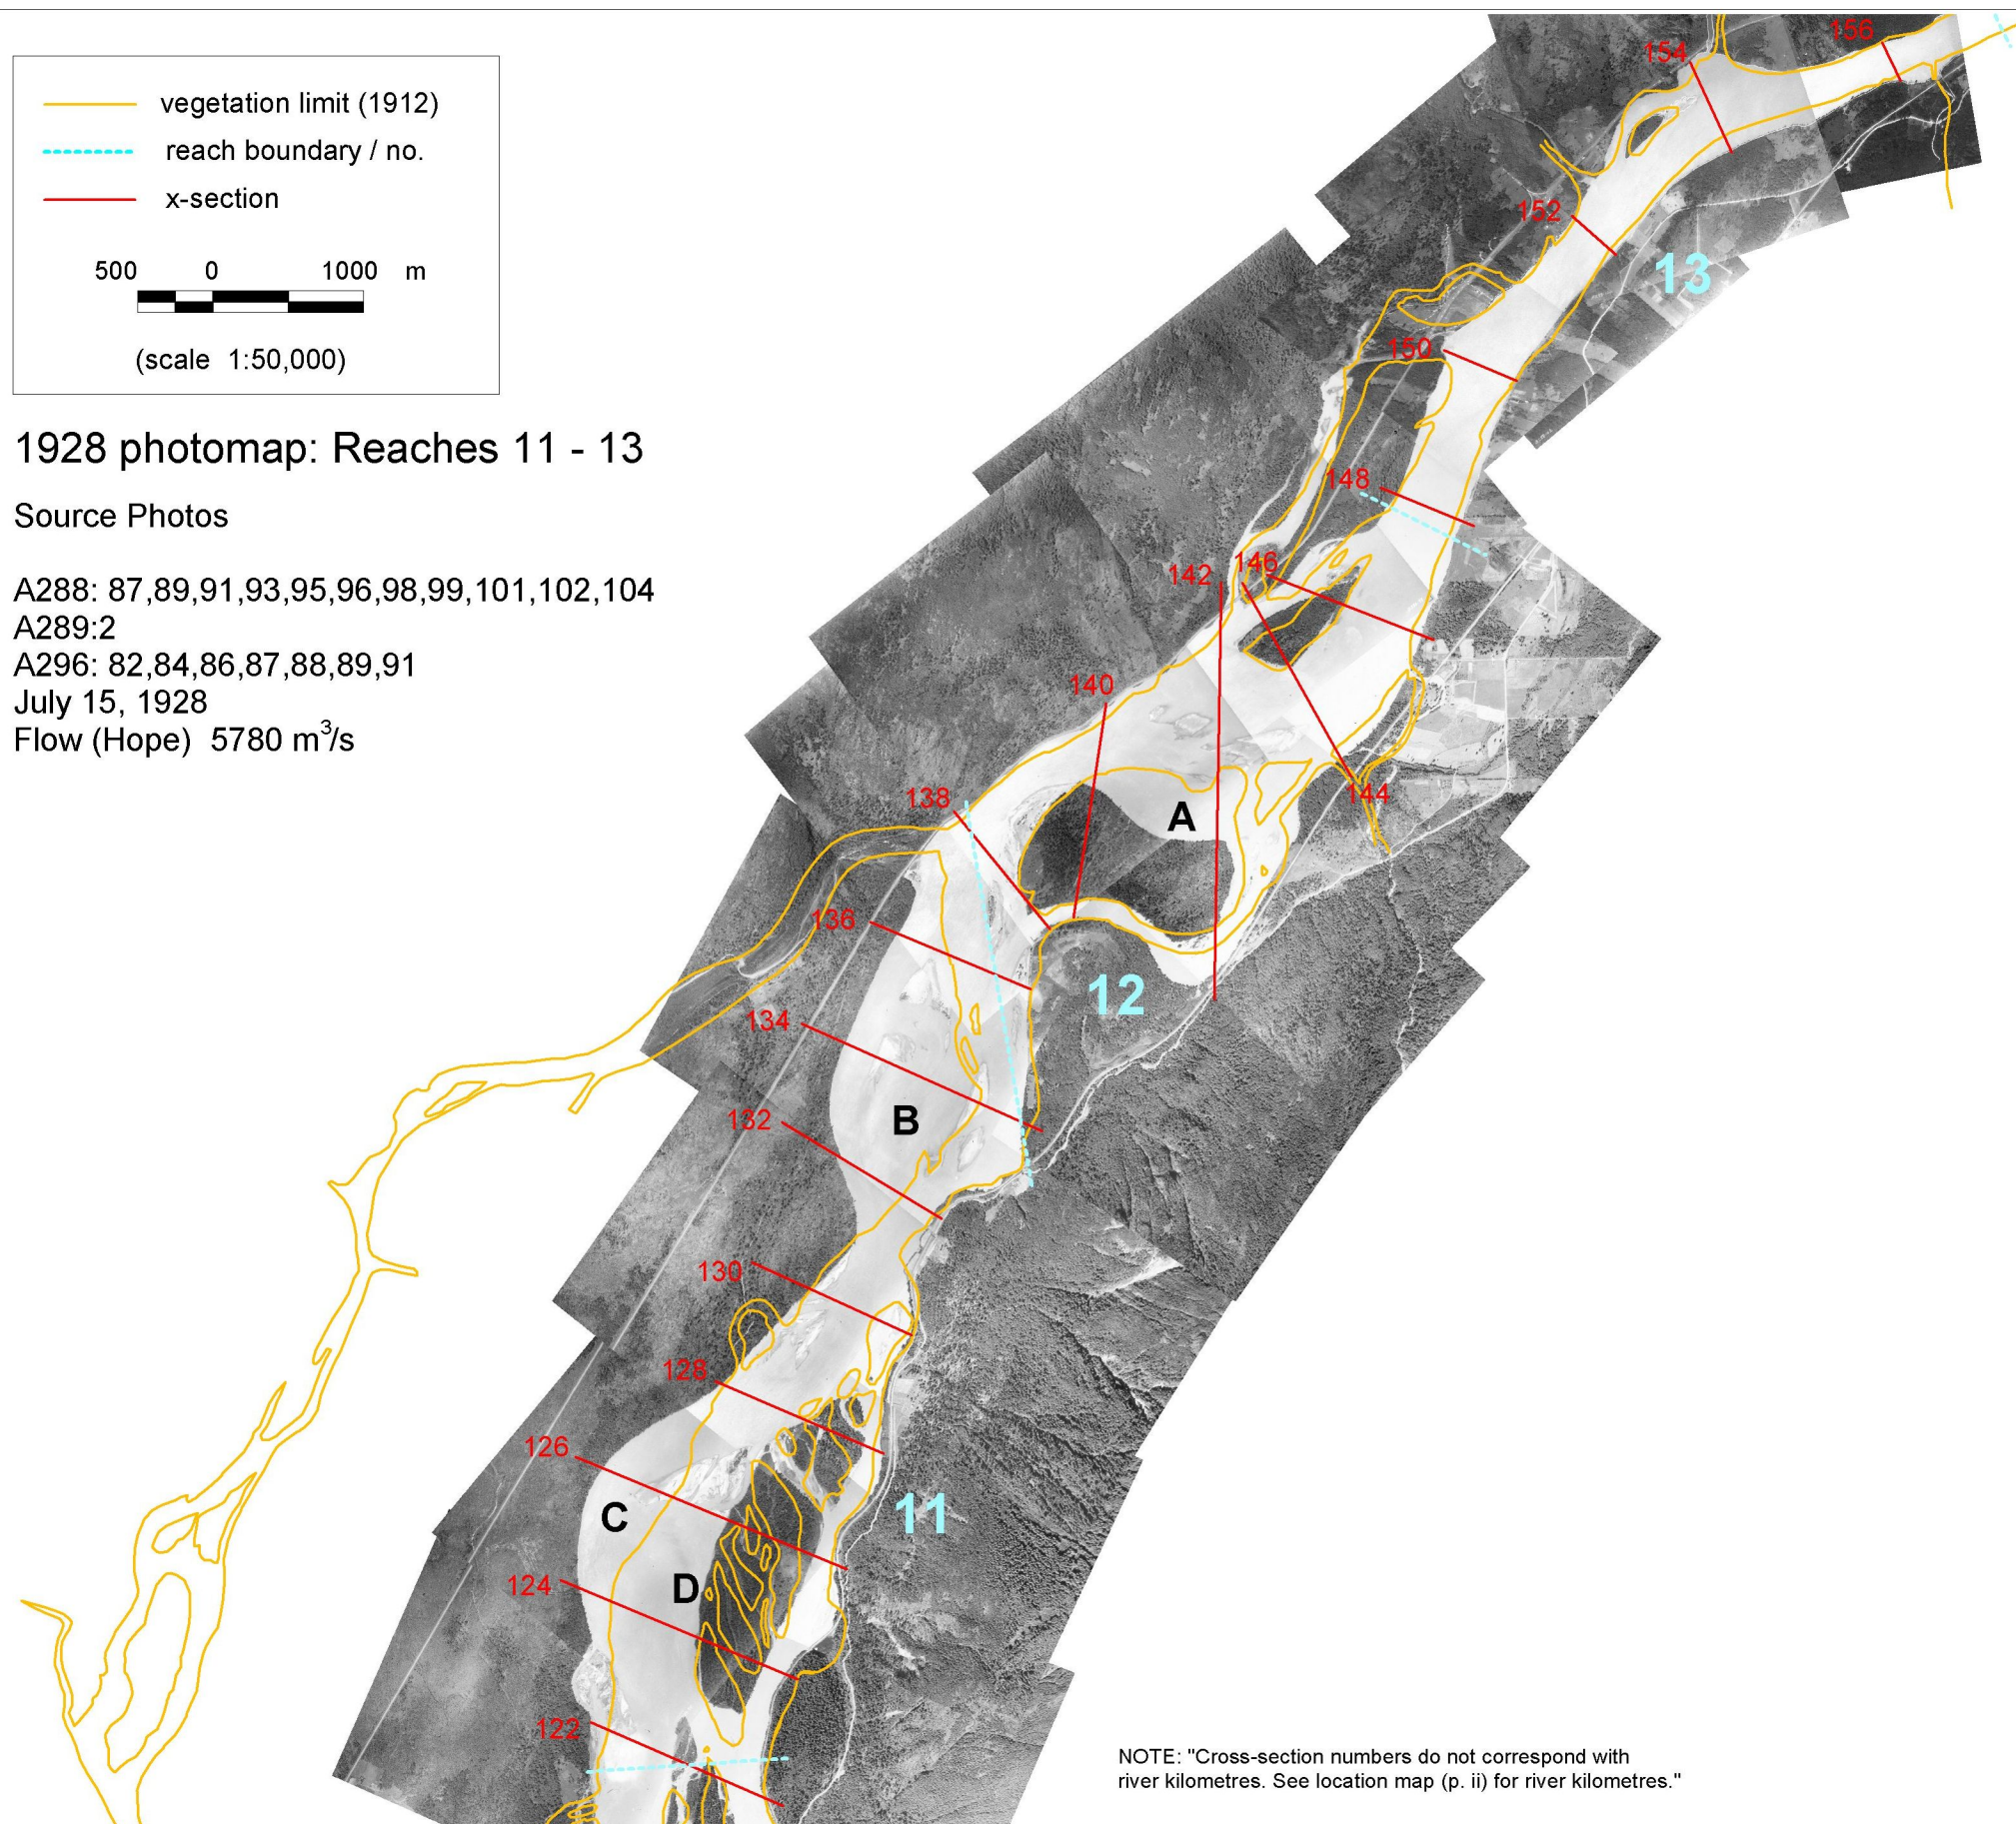 vegetation limit (1912)
reach boundary / no.
x-section
500 0 1000 m
(scale 1:50,000)
1928 photomap: Reaches 11 - 13
Source Photos
A288: 87,89,91,93,95,96,98,99,101,102,104
A289:2
A296: 82,84,86,87,88,89,91
July 15, 1928
Flow (Hope) 5780 m³/s
156
154
152
13
150
148
146
142
140
144
138
A
136
12
134
B
132
130
128
126
11
C
D
124
122
NOTE: "Cross-section numbers do not correspond with
river kilometres. See location map (p. ii) for river kilometres."